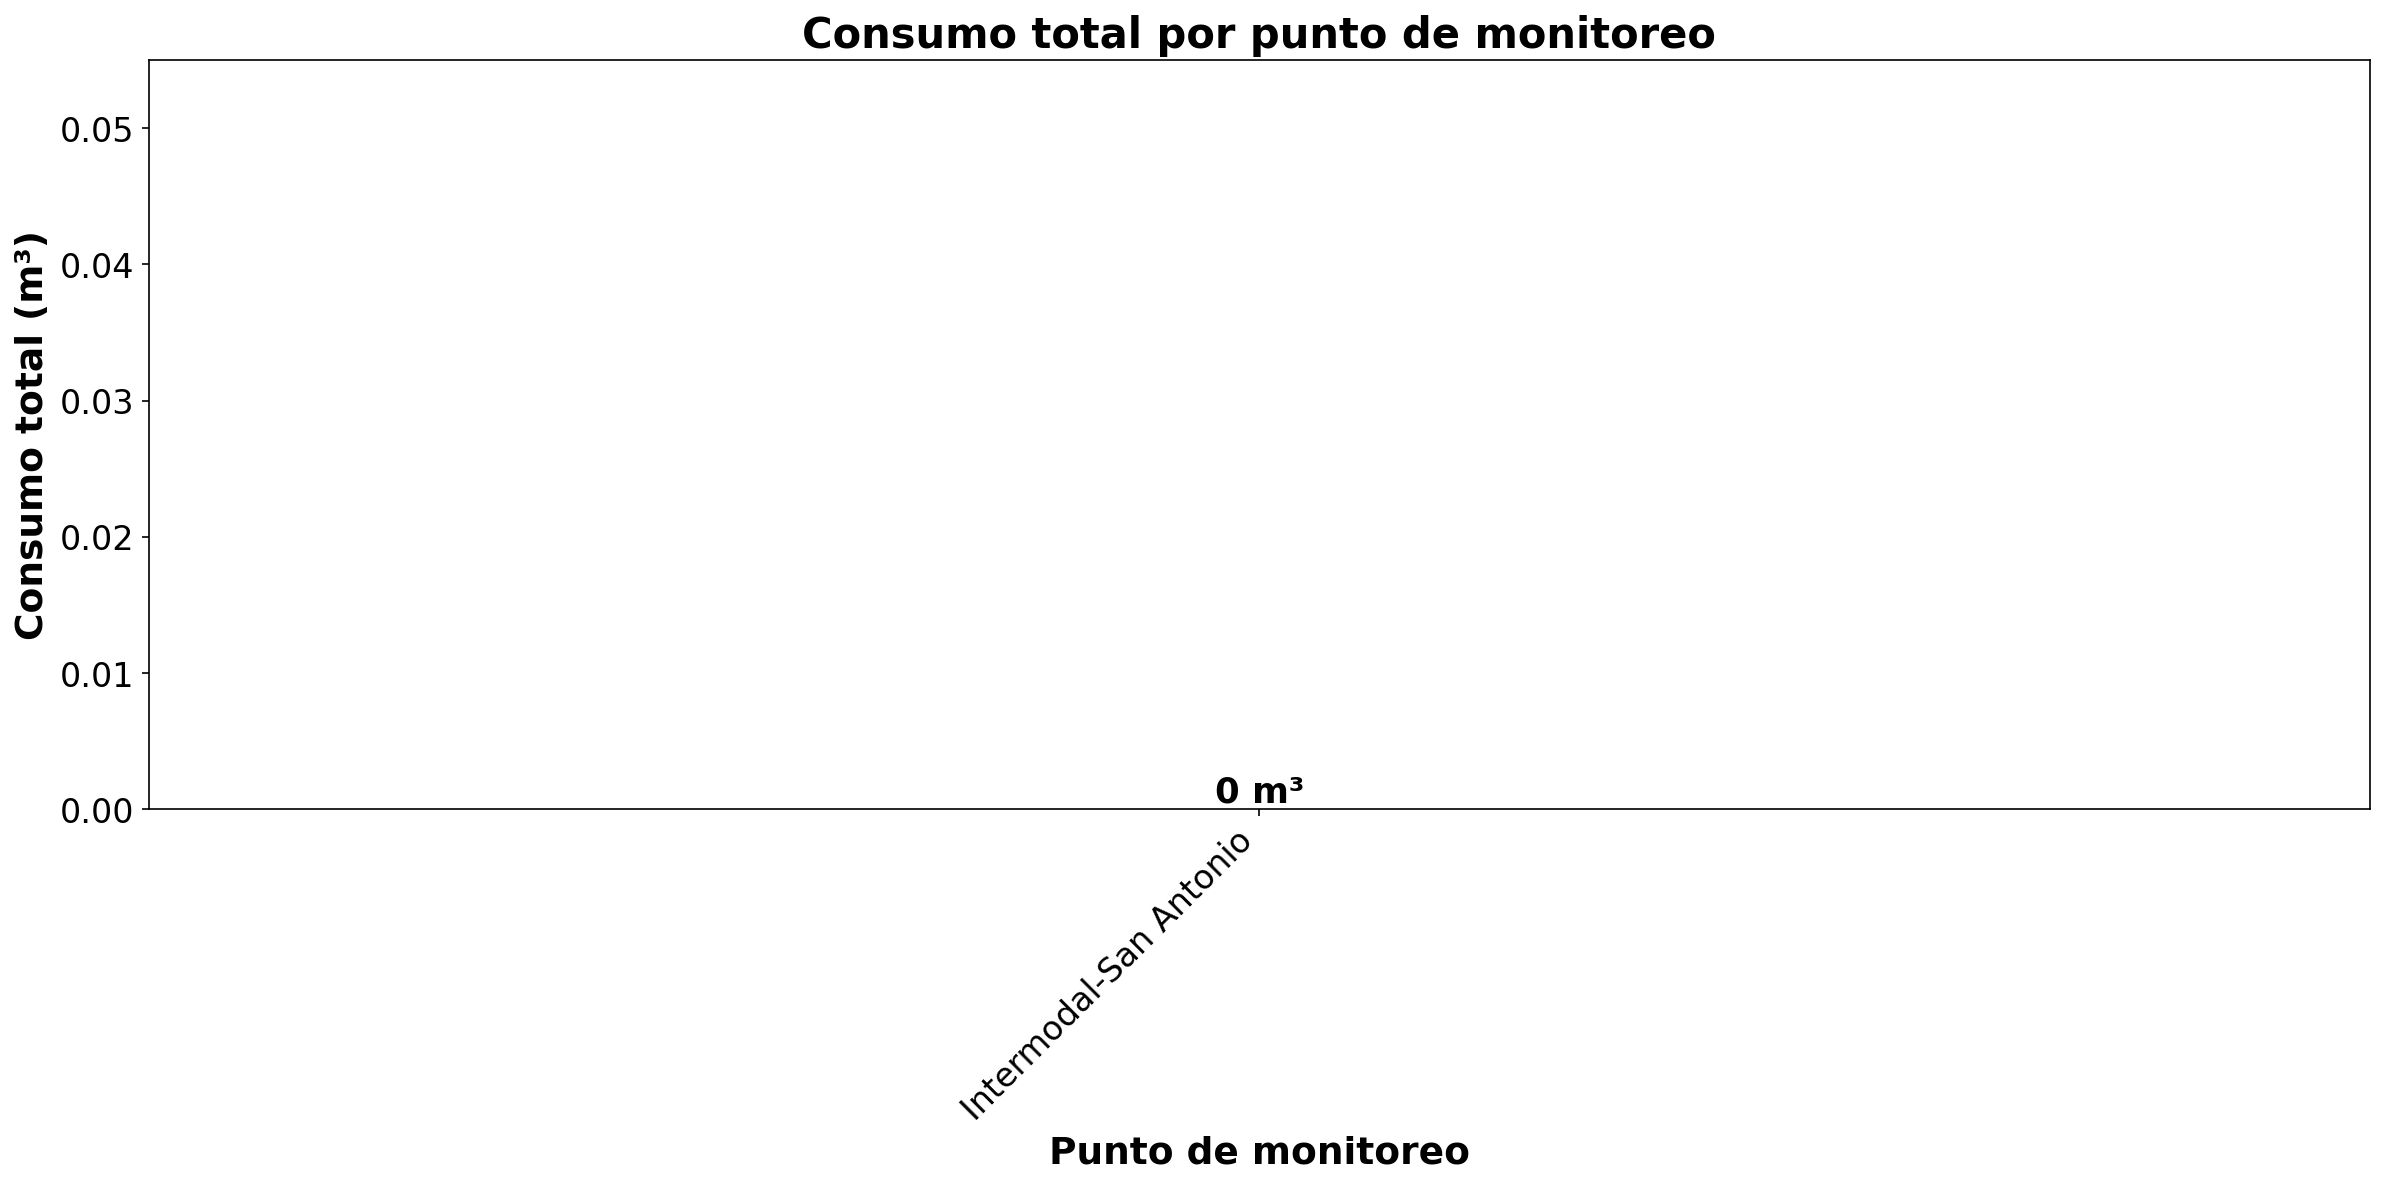 Consumo total por punto de monitoreo
Consumo total (m³)
0.05
0.04
0.03
0.02
0.01
0.00
0 m³
Intermodal-San Antonio
Punto de monitoreo